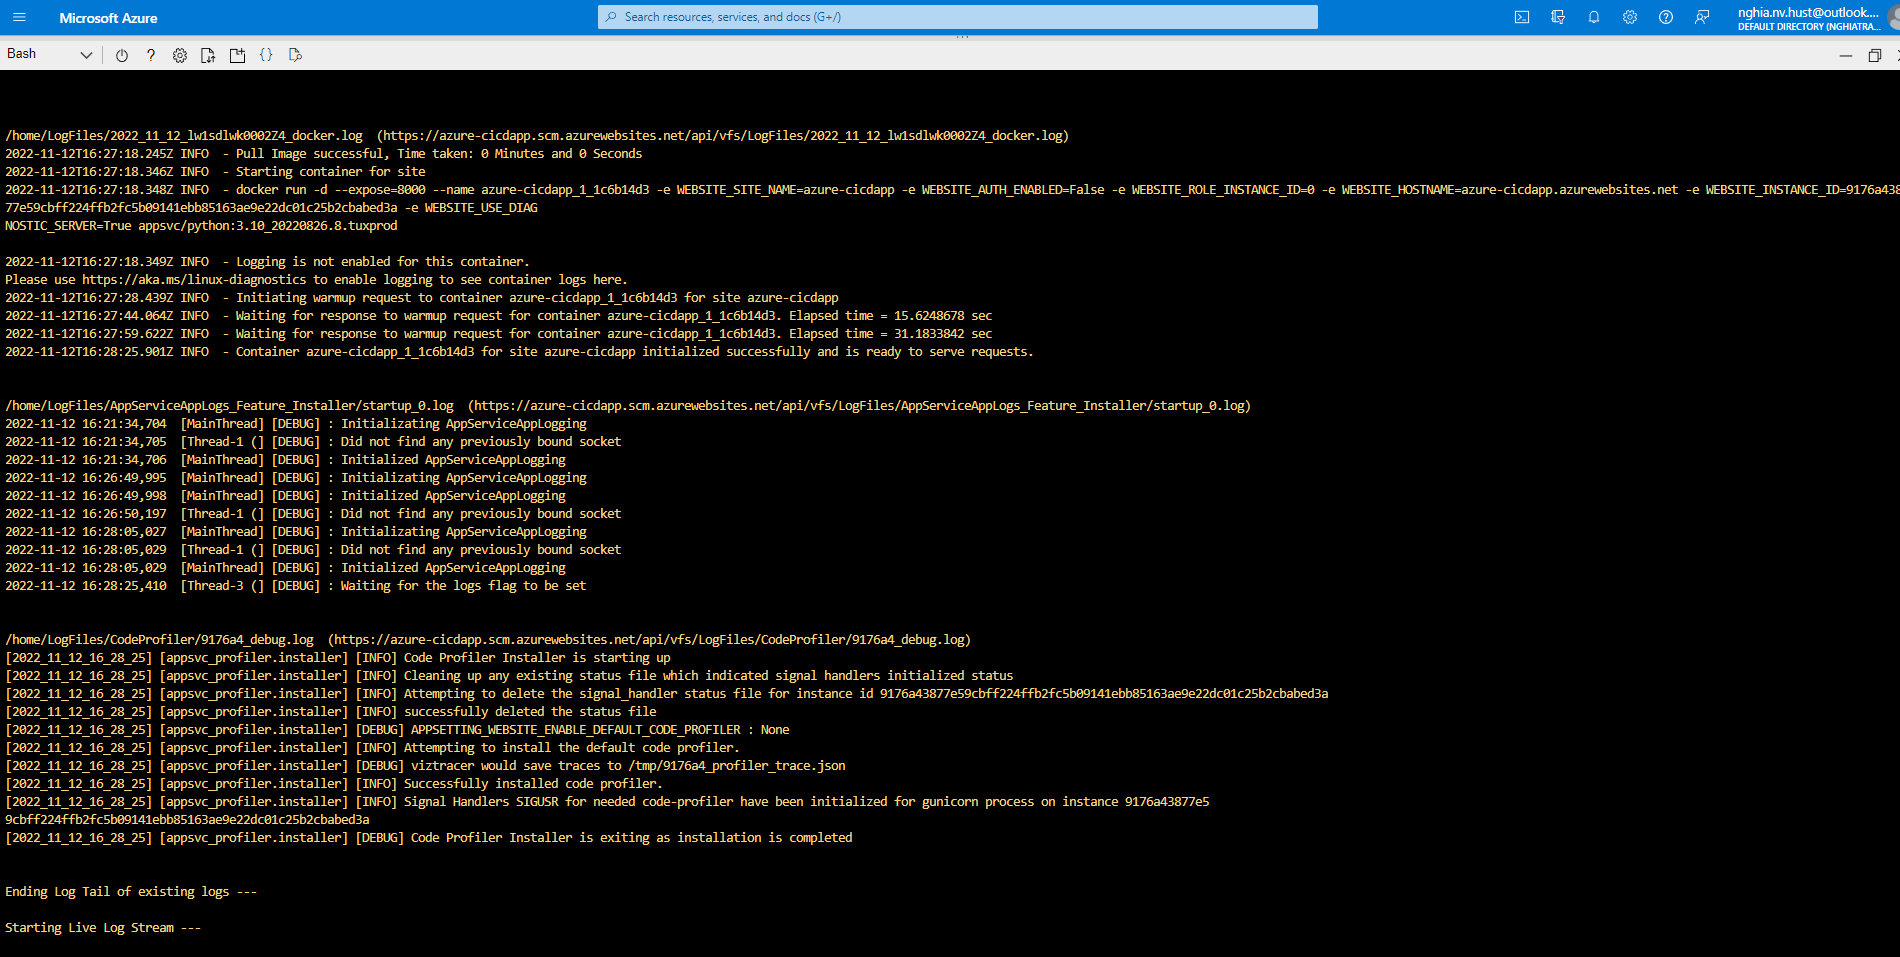 Microsoft Azure
Search resources, services, and docs (G+/)
nghia.nv.hust@outlook....
DEFAULT DIRECTORY (NGHIATRA...
Bash
/home/LogFiles/2022_11_12_lw1sdlwk0002Z4_docker.log  (https://azure-cicdapp.scm.azurewebsites.net/api/vfs/LogFiles/2022_11_12_lw1sdlwk0002Z4_docker.log)
2022-11-12T16:27:18.245Z INFO  - Pull Image successful, Time taken: 0 Minutes and 0 Seconds
2022-11-12T16:27:18.346Z INFO  - Starting container for site
2022-11-12T16:27:18.348Z INFO  - docker run -d --expose=8000 --name azure-cicdapp_1_1c6b14d3 -e WEBSITE_SITE_NAME=azure-cicdapp -e WEBSITE_AUTH_ENABLED=False -e WEBSITE_ROLE_INSTANCE_ID=0 -e WEBSITE_HOSTNAME=azure-cicdapp.azurewebsites.net -e WEBSITE_INSTANCE_ID=9176a438
77e59cbff224ffb2fc5b09141ebb85163ae9e22dc01c25b2cbabed3a -e WEBSITE_USE_DIAG
NOSTIC_SERVER=True appsvc/python:3.10_20220826.8.tuxprod
2022-11-12T16:27:18.349Z INFO  - Logging is not enabled for this container.
Please use https://aka.ms/linux-diagnostics to enable logging to see container logs here.
2022-11-12T16:27:28.439Z INFO  - Initiating warmup request to container azure-cicdapp_1_1c6b14d3 for site azure-cicdapp
2022-11-12T16:27:44.064Z INFO  - Waiting for response to warmup request for container azure-cicdapp_1_1c6b14d3. Elapsed time = 15.6248678 sec
2022-11-12T16:27:59.622Z INFO  - Waiting for response to warmup request for container azure-cicdapp_1_1c6b14d3. Elapsed time = 31.1833842 sec
2022-11-12T16:28:25.901Z INFO  - Container azure-cicdapp_1_1c6b14d3 for site azure-cicdapp initialized successfully and is ready to serve requests.
/home/LogFiles/AppServiceAppLogs_Feature_Installer/startup_0.log  (https://azure-cicdapp.scm.azurewebsites.net/api/vfs/LogFiles/AppServiceAppLogs_Feature_Installer/startup_0.log)
2022-11-12 16:21:34,704  [MainThread] [DEBUG] : Initializating AppServiceAppLogging
2022-11-12 16:21:34,705  [Thread-1 (] [DEBUG] : Did not find any previously bound socket
2022-11-12 16:21:34,706  [MainThread] [DEBUG] : Initialized AppServiceAppLogging
2022-11-12 16:26:49,995  [MainThread] [DEBUG] : Initializating AppServiceAppLogging
2022-11-12 16:26:49,998  [MainThread] [DEBUG] : Initialized AppServiceAppLogging
2022-11-12 16:26:50,197  [Thread-1 (] [DEBUG] : Did not find any previously bound socket
2022-11-12 16:28:05,027  [MainThread] [DEBUG] : Initializating AppServiceAppLogging
2022-11-12 16:28:05,029  [Thread-1 (] [DEBUG] : Did not find any previously bound socket
2022-11-12 16:28:05,029  [MainThread] [DEBUG] : Initialized AppServiceAppLogging
2022-11-12 16:28:25,410  [Thread-3 (] [DEBUG] : Waiting for the logs flag to be set
/home/LogFiles/CodeProfiler/9176a4_debug.log  (https://azure-cicdapp.scm.azurewebsites.net/api/vfs/LogFiles/CodeProfiler/9176a4_debug.log)
[2022_11_12_16_28_25] [appsvc_profiler.installer] [INFO] Code Profiler Installer is starting up
[2022_11_12_16_28_25] [appsvc_profiler.installer] [INFO] Cleaning up any existing status file which indicated signal handlers initialized status
[2022_11_12_16_28_25] [appsvc_profiler.installer] [INFO] Attempting to delete the signal_handler status file for instance id 9176a43877e59cbff224ffb2fc5b09141ebb85163ae9e22dc01c25b2cbabed3a
[2022_11_12_16_28_25] [appsvc_profiler.installer] [INFO] successfully deleted the status file
[2022_11_12_16_28_25] [appsvc_profiler.installer] [DEBUG] APPSETTING_WEBSITE_ENABLE_DEFAULT_CODE_PROFILER : None
[2022_11_12_16_28_25] [appsvc_profiler.installer] [INFO] Attempting to install the default code profiler.
[2022_11_12_16_28_25] [appsvc_profiler.installer] [DEBUG] viztracer would save traces to /tmp/9176a4_profiler_trace.json
[2022_11_12_16_28_25] [appsvc_profiler.installer] [INFO] Successfully installed code profiler.
[2022_11_12_16_28_25] [appsvc_profiler.installer] [INFO] Signal Handlers SIGUSR for needed code-profiler have been initialized for gunicorn process on instance 9176a43877e5
9cbff224ffb2fc5b09141ebb85163ae9e22dc01c25b2cbabed3a
[2022_11_12_16_28_25] [appsvc_profiler.installer] [DEBUG] Code Profiler Installer is exiting as installation is completed
Ending Log Tail of existing logs ---
Starting Live Log Stream ---